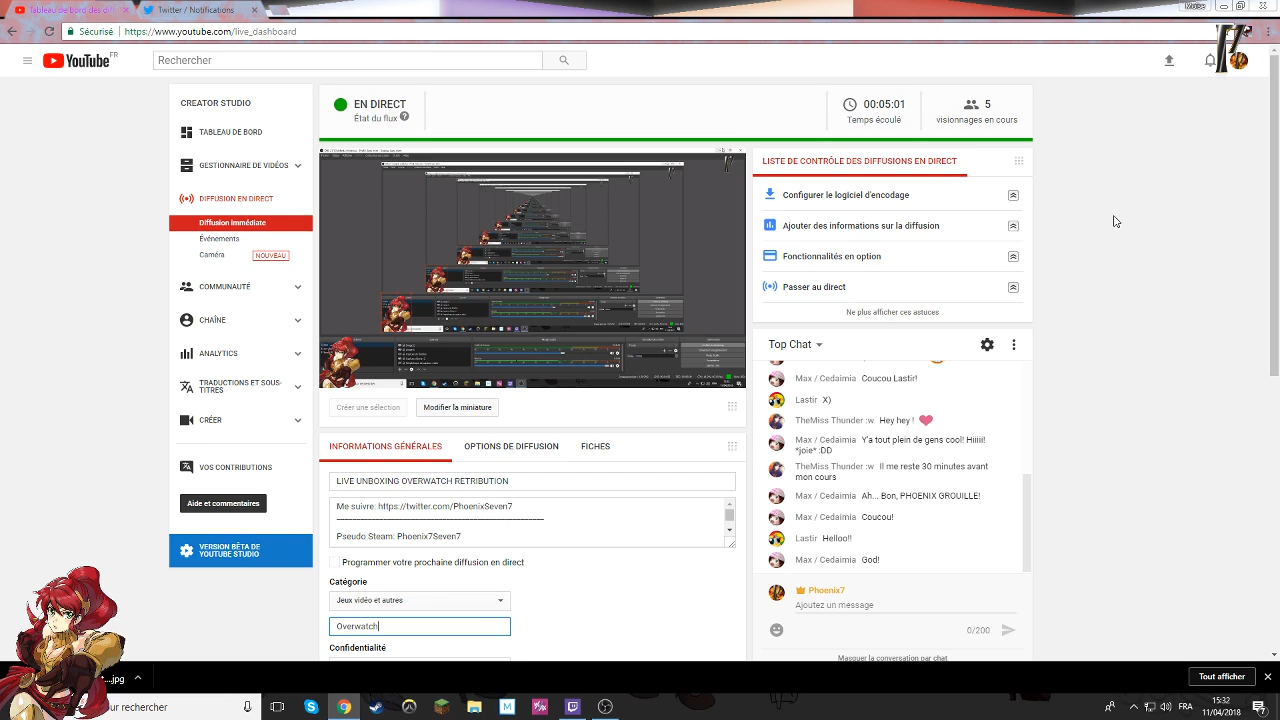 Tableau de bord des di
Twitter / Notifications
Sécurisé
https://www.youtube.com/live_dashboard
YouTube FR
Rechercher
CREATOR STUDIO
TABLEAU DE BORD
GESTIONNAIRE DE VIDÉOS
DIFFUSION EN DIRECT
Diffusion immédiate
Événements
Caméra NOUVEAU
COMMUNAUTÉ
CHAÎNE
ANALYTICS
TRADUCTIONS ET SOUS-
TITRES
CRÉER
VOS CONTRIBUTIONS
Aide et commentaires
VERSION BÊTA DE
YOUTUBE STUDIO
EN DIRECT
État du flux
00:05:01
Temps écoulé
5
visionnages en cours
Créer une sélection
Modifier la miniature
INFORMATIONS GÉNÉRALES
OPTIONS DE DIFFUSION
FICHES
LIVE UNBOXING OVERWATCH RETRIBUTION
Me suivre: https://twitter.com/PhoenixSeven7
Pseudo Steam: Phoenix7Seven7
Programmer votre prochaine diffusion en direct
Catégorie
Jeux vidéo et autres
Overwatch
Confidentialité
LISTE DE CONTRÔLE DES DIFFUSIONS EN DIRECT
Configurer le logiciel d'encodage
Ajouter des informations sur la diffusion
Fonctionnalités en option
Passer au direct
Ne plus afficher ces astuces
Top Chat
Max / Cedaimia Coucou Lastir!
Lastir X)
TheMiss Thunder :w Hey hey !
Max / Cedaimia Y'a tout plein de gens cool! Hiiiii!
*joie* :DD
TheMiss Thunder :w Il me reste 30 minutes avant
mon cours
Max / Cedaimia Ah... Bon, PHOENIX GROUILLE!
Max / Cedaimia Coucou!
Lastir Helloo!!
Max / Cedaimia God!
Phoenix7
Ajoutez un message
0/200
Masquer la conversation par chat
...jpg
Tout afficher
ur rechercher
FRA
15:32
11/04/2018